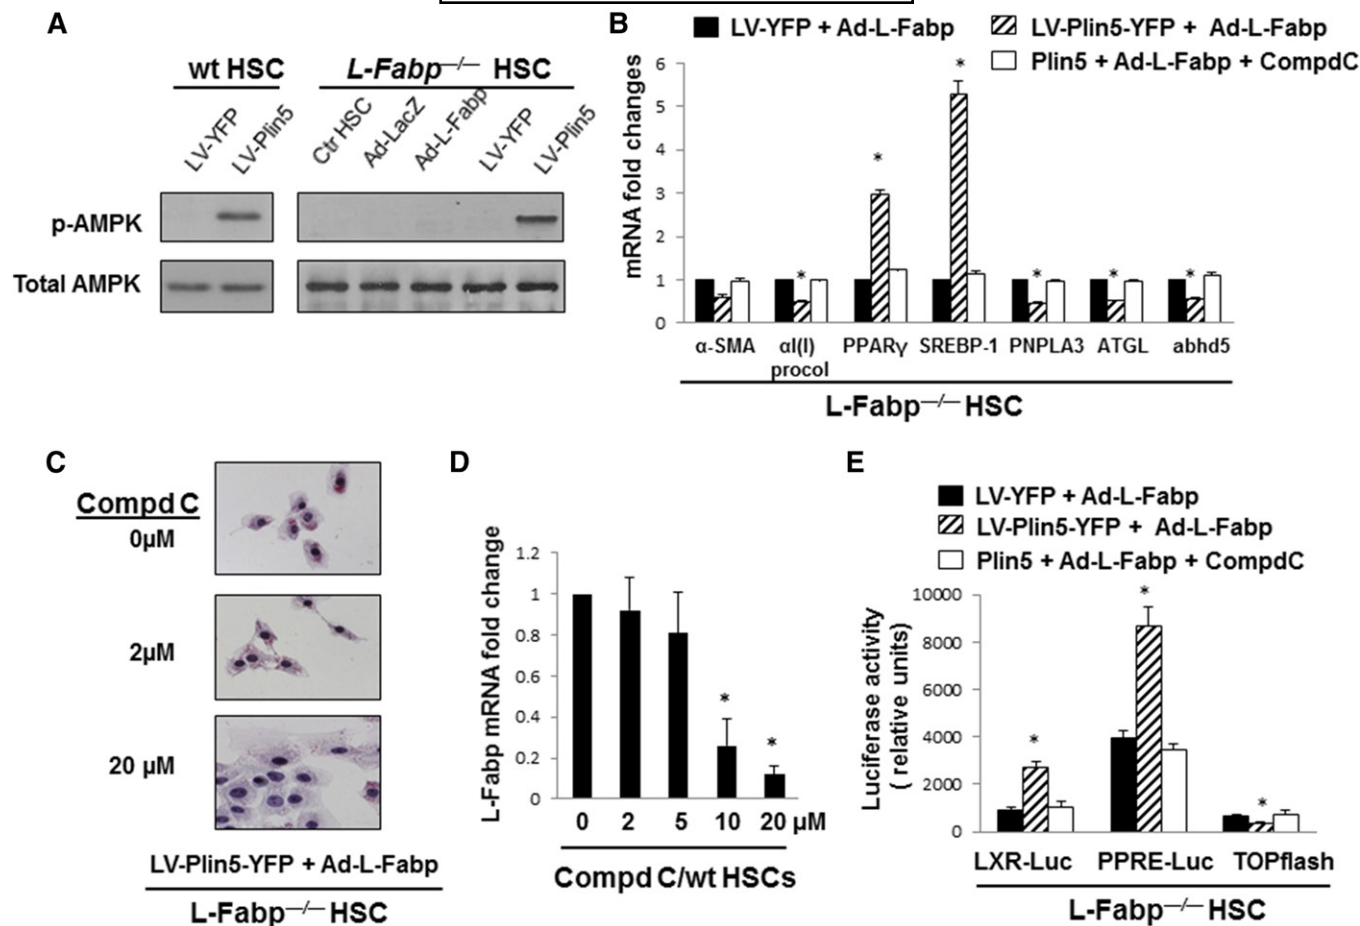 A
wt HSC
L-Fabp—/— HSC
LV-YFP
LV-Plin5
Ctr HSC
Ad-LacZ
Ad-L-Fabp
LV-YFP
LV-Plin5
p-AMPK
Total AMPK
B
LV-YFP + Ad-L-Fabp
LV-Plin5-YFP + Ad-L-Fabp
Plin5 + Ad-L-Fabp + CompdC
mRNA fold changes
6
5
4
3
2
1
0
* * * * * *
α-SMA
αI(I) procol
PPARγ
SREBP-1
PNPLA3
ATGL
abhd5
L-Fabp—/— HSC
C
Compd C
0µM
2µM
20 µM
LV-Plin5-YFP + Ad-L-Fabp
L-Fabp—/— HSC
D
L-Fabp mRNA fold change
1.2
1
0.8
0.6
0.4
0.2
0
* *
0 2 5 10 20 µM
Compd C/wt HSCs
E
LV-YFP + Ad-L-Fabp
LV-Plin5-YFP + Ad-L-Fabp
Plin5 + Ad-L-Fabp + CompdC
Luciferase activity
( relative units)
10000
8000
6000
4000
2000
0
* * *
LXR-Luc PPRE-Luc TOPflash
L-Fabp—/— HSC